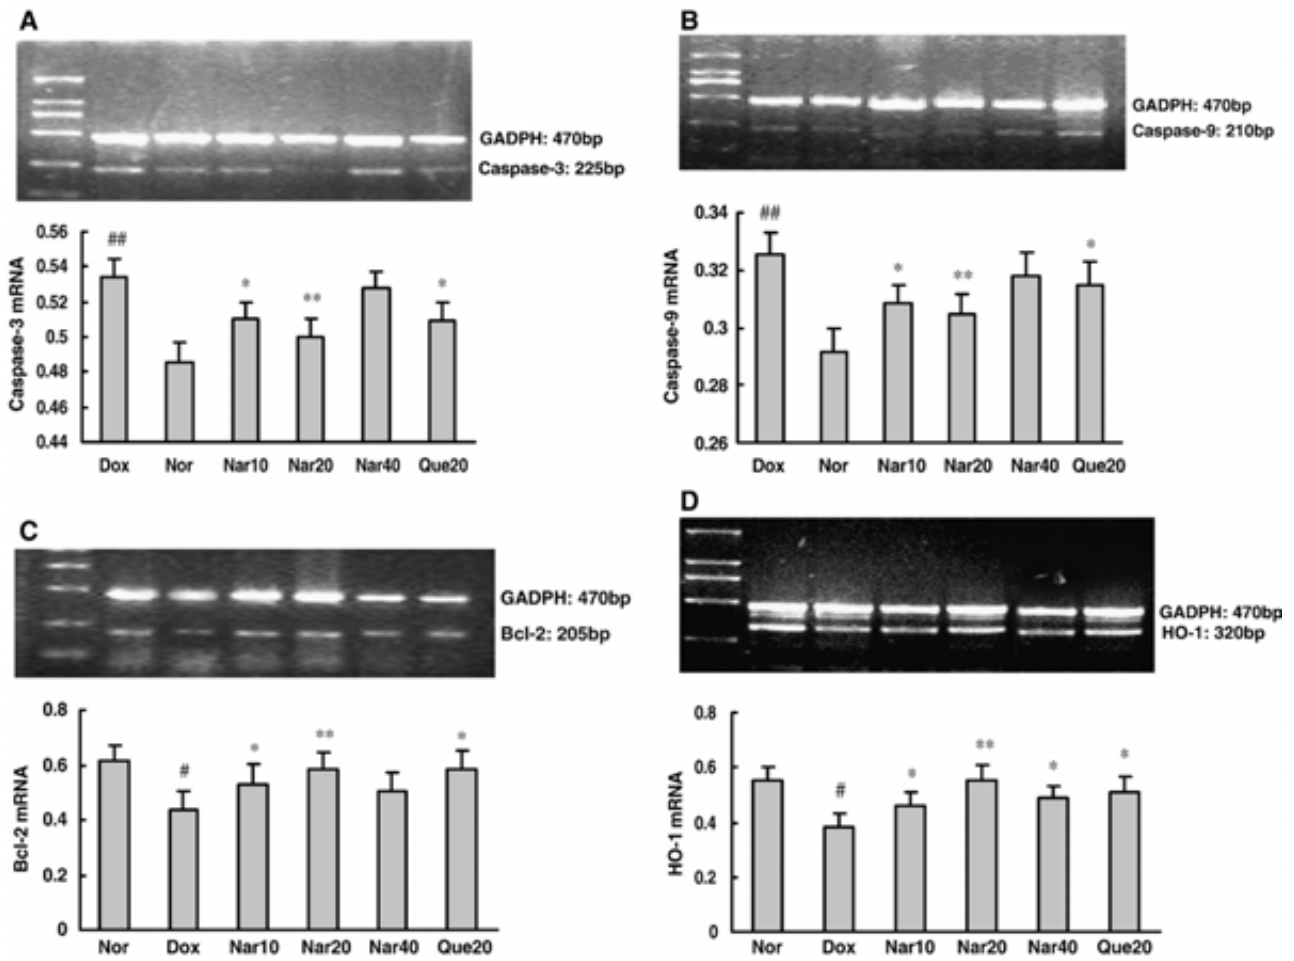 A
GADPH: 470bp
Caspase-3: 225bp
##
*
**
*
0.56
0.54
0.52
0.5
0.48
0.46
0.44
Caspase-3 mRNA
Dox Nor Nar10 Nar20 Nar40 Que20
B
GADPH: 470bp
Caspase-9: 210bp
##
*
**
*
0.34
0.32
0.3
0.28
0.26
Caspase-9 mRNA
Dox Nor Nar10 Nar20 Nar40 Que20
C
GADPH: 470bp
Bcl-2: 205bp
#
*
**
*
0.8
0.6
0.4
0.2
0
Bcl-2 mRNA
Nor Dox Nar10 Nar20 Nar40 Que20
D
GADPH: 470bp
HO-1: 320bp
#
*
**
*
*
0.8
0.6
0.4
0.2
0
HO-1 mRNA
Nor Dox Nar10 Nar20 Nar40 Que20